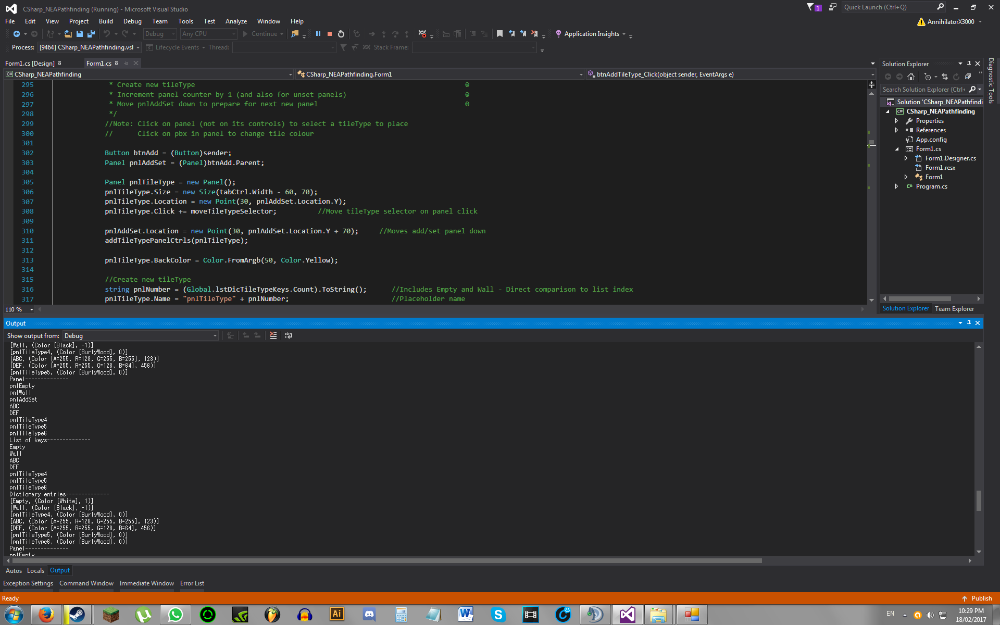 CSharp_NEAPathfinding (Running) - Microsoft Visual Studio
1
Quick Launch (Ctrl+Q)
File Edit View Project Build Debug Team Tools Test Analyze Window Help
AnnihilatorX3000
Debug Any CPU Continue Application Insights
Process: [9464] CSharp_NEAPathfinding.vsl Lifecycle Events Thread: Stack Frame:
Form1.cs [Design] Form1.cs
CSharp_NEAPathfinding CSharp_NEAPathfinding.Form1 btnAddTileType_Click(object sender, EventArgs e)
295 * Create new tileType @
296 * Increment panel counter by 1 (and also for unset panels) @
297 * Move pnlAddSet down to prepare for next new panel @
298 */
299 //Note: Click on panel (not on its controls) to select a tileType to place
300 // Click on pbx in panel to change tile colour
301
302 Button btnAdd = (Button)sender;
303 Panel pnlAddSet = (Panel)btnAdd.Parent;
304
305 Panel pnlTileType = new Panel();
306 pnlTileType.Size = new Size(tabCtrl.Width - 60, 70);
307 pnlTileType.Location = new Point(30, pnlAddSet.Location.Y);
308 pnlTileType.Click += moveTileTypeSelector; //Move tileType selector on panel click
309
310 pnlAddSet.Location = new Point(30, pnlAddSet.Location.Y + 70); //Moves add/set panel down
311 addTileTypePanelCtrls(pnlTileType);
312
313 pnlTileType.BackColor = Color.FromArgb(50, Color.Yellow);
314
315 //Create new tileType
316 string pnlNumber = (Global.lstDicTileTypeKeys.Count).ToString(); //Includes Empty and Wall - Direct comparison to list index
317 pnlTileType.Name = "pnlTileType" + pnlNumber; //Placeholder name
110 %
Solution Explorer
Search Solution Explorer (Ctrl+
Solution 'CSharp_NEAPathfindi
CSharp_NEAPathfinding
Properties
References
App.config
Form1.cs
Form1.Designer.cs
Form1.resx
Form1
Program.cs
Solution Explorer Team Explorer
Diagnostic Tools
Output
Show output from: Debug
[Wall, (Color [Black], -1)]
[pnlTileType4, (Color [BurlyWood], 0)]
[ABC, (Color [A=255, R=128, G=255, B=255], 123)]
[DEF, (Color [A=255, R=255, G=128, B=64], 456)]
[pnlTileType5, (Color [BurlyWood], 0)]
Panel--------------
pnlEmpty
pnlWall
pnlAddSet
ABC
DEF
pnlTileType4
pnlTileType5
pnlTileType6
List of keys--------------
Empty
Wall
ABC
DEF
pnlTileType4
pnlTileType5
pnlTileType6
Dictionary entries--------------
[Empty, (Color [White], 1)]
[Wall, (Color [Black], -1)]
[pnlTileType4, (Color [BurlyWood], 0)]
[ABC, (Color [A=255, R=128, G=255, B=255], 123)]
[DEF, (Color [A=255, R=255, G=128, B=64], 456)]
[pnlTileType5, (Color [BurlyWood], 0)]
[pnlTileType6, (Color [BurlyWood], 0)]
Panel--------------
pnlEmpty
Autos Locals Output
Exception Settings Command Window Immediate Window Error List
Ready
Publish
Ai
EN
10:29 PM
18/02/2017